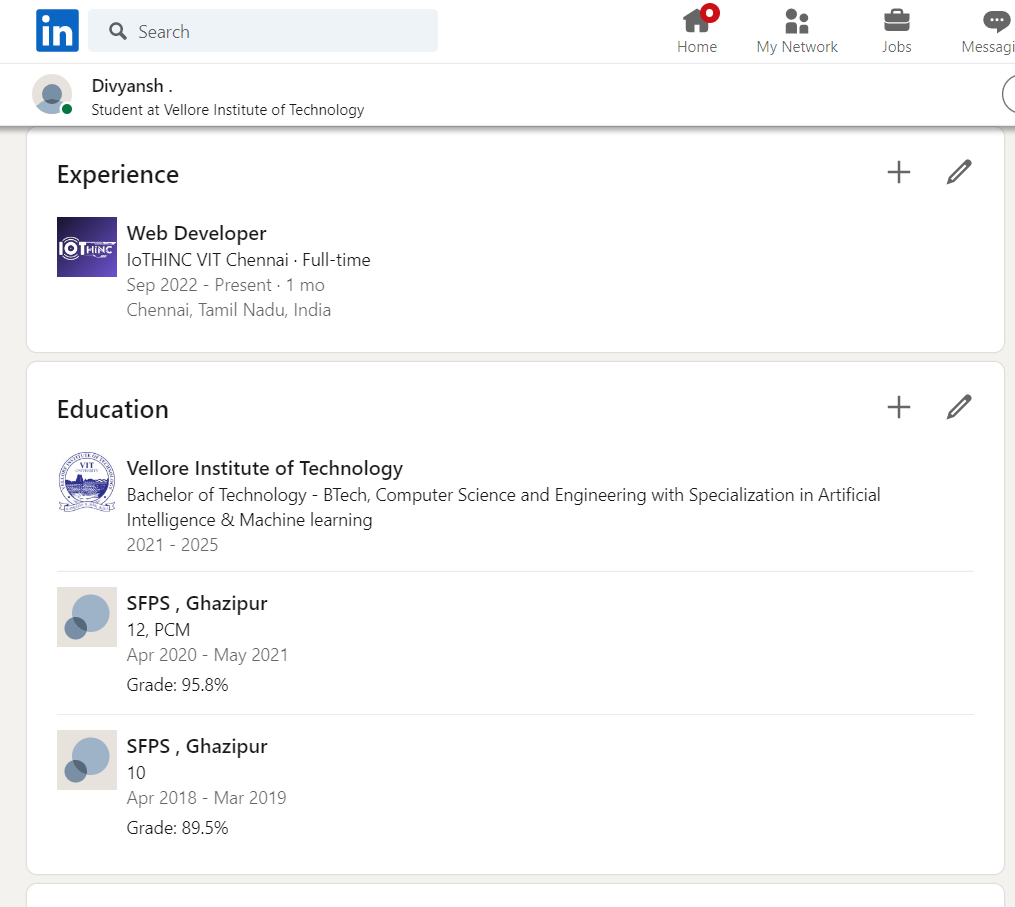 in
Search
Home
My Network
Jobs
Messagi
Divyansh .
Student at Vellore Institute of Technology
Experience
IOTHINC
Web Developer
IoTHINC VIT Chennai · Full-time
Sep 2022 - Present · 1 mo
Chennai, Tamil Nadu, India
Education
VIT
Vellore Institute of Technology
Bachelor of Technology - BTech, Computer Science and Engineering with Specialization in Artificial
Intelligence & Machine learning
2021 - 2025
SFPS , Ghazipur
12, PCM
Apr 2020 - May 2021
Grade: 95.8%
SFPS , Ghazipur
10
Apr 2018 - Mar 2019
Grade: 89.5%